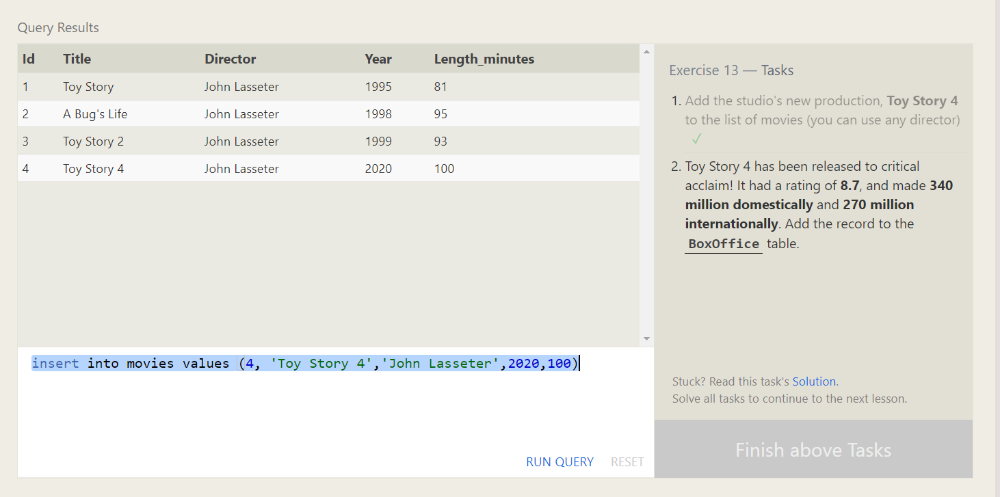 Query Results
Id Title Director Year Length_minutes
1 Toy Story John Lasseter 1995 81
2 A Bug's Life John Lasseter 1998 95
3 Toy Story 2 John Lasseter 1999 93
4 Toy Story 4 John Lasseter 2020 100
insert into movies values (4, 'Toy Story 4','John Lasseter',2020,100)
RUN QUERY RESET
Exercise 13 — Tasks
1. Add the studio's new production, Toy Story 4
to the list of movies (you can use any director)
✓
2. Toy Story 4 has been released to critical
acclaim! It had a rating of 8.7, and made 340
million domestically and 270 million
internationally. Add the record to the
BoxOffice table.
Stuck? Read this task's Solution.
Solve all tasks to continue to the next lesson.
Finish above Tasks